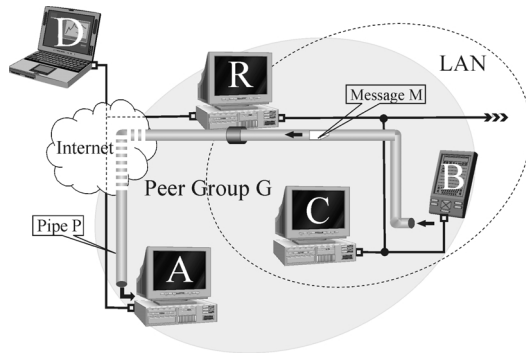 D
R
LAN
Message M
Internet
B
Peer Group G
C
Pipe P
A